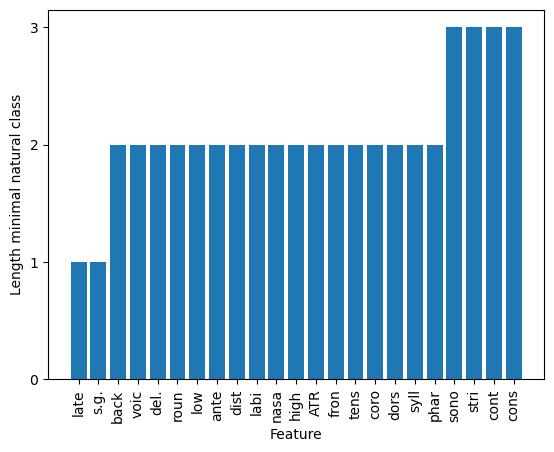 Length minimal natural class
3
2
1
0
late s.g. back voic del. roun low ante dist labi nasa high ATR fron tens coro dors syll phar sono stri cont cons
Feature